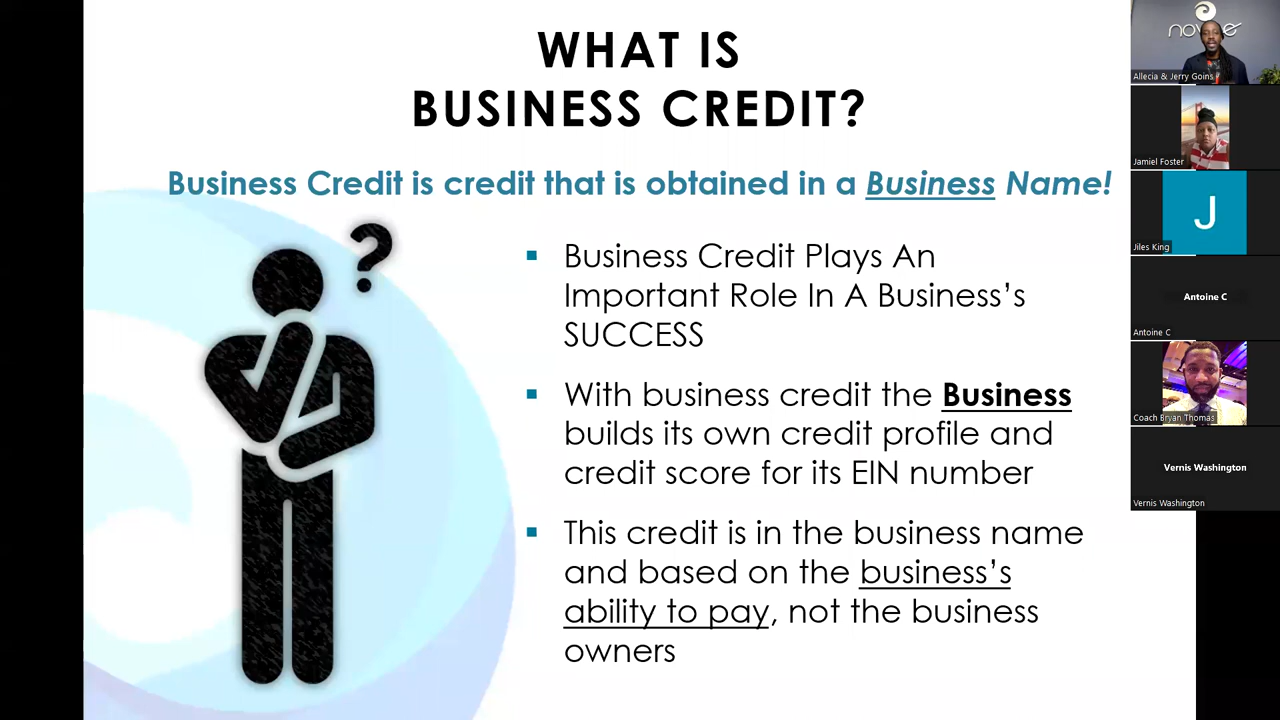 WHAT IS
BUSINESS CREDIT?
Business Credit is credit that is obtained in a Business Name!
?
▪ Business Credit Plays An
Important Role In A Business’s
SUCCESS
▪ With business credit the Business
builds its own credit profile and
credit score for its EIN number
▪ This credit is in the business name
and based on the business’s
ability to pay, not the business
owners
Allecia & Jerry Goins
Jamiel Foster
J
Jiles King
Antoine C
Antoine C
Coach Bryan Thomas
Vernis Washington
Vernis Washington